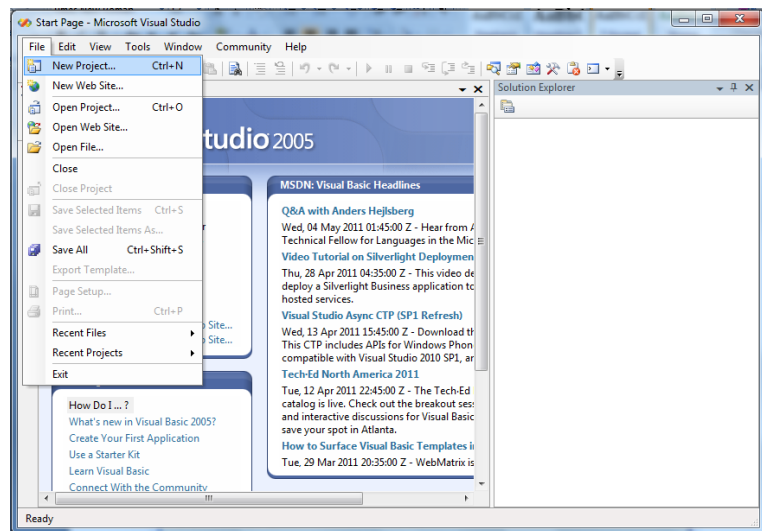 Start Page - Microsoft Visual Studio
File Edit View Tools Window Community Help
New Project... Ctrl+N
New Web Site...
Open Project... Ctrl+O
Open Web Site...
Open File...
Close
Close Project
Save Selected Items Ctrl+S
Save Selected Items As...
Save All Ctrl+Shift+S
Export Template...
Page Setup...
Print... Ctrl+P
Recent Files
Recent Projects
Exit
Solution Explorer
tudio 2005
MSDN: Visual Basic Headlines
Q&A with Anders Hejlsberg
Wed, 04 May 2011 01:45:00 Z - Hear from
Technical Fellow for Languages in the Mic
Video Tutorial on Silverlight Deploymen
Thu, 28 Apr 2011 04:35:00 Z - This video de
deploy a Silverlight Business application to
hosted services.
Visual Studio Async CTP (SP1 Refresh)
Wed, 13 Apr 2011 15:45:00 Z - Download th
This CTP includes APIs for Windows Phon
compatible with Visual Studio 2010 SP1, ar
Tech·Ed North America 2011
Tue, 12 Apr 2011 22:45:00 Z - The Tech·Ed
catalog is live. Check out the breakout sess
and interactive discussions for Visual Basic
save your spot in Atlanta.
How to Surface Visual Basic Templates i
Tue, 29 Mar 2011 20:35:00 Z - WebMatrix is
Site...
Site...
How Do I ... ?
What's new in Visual Basic 2005?
Create Your First Application
Use a Starter Kit
Learn Visual Basic
Connect With the Community
Ready